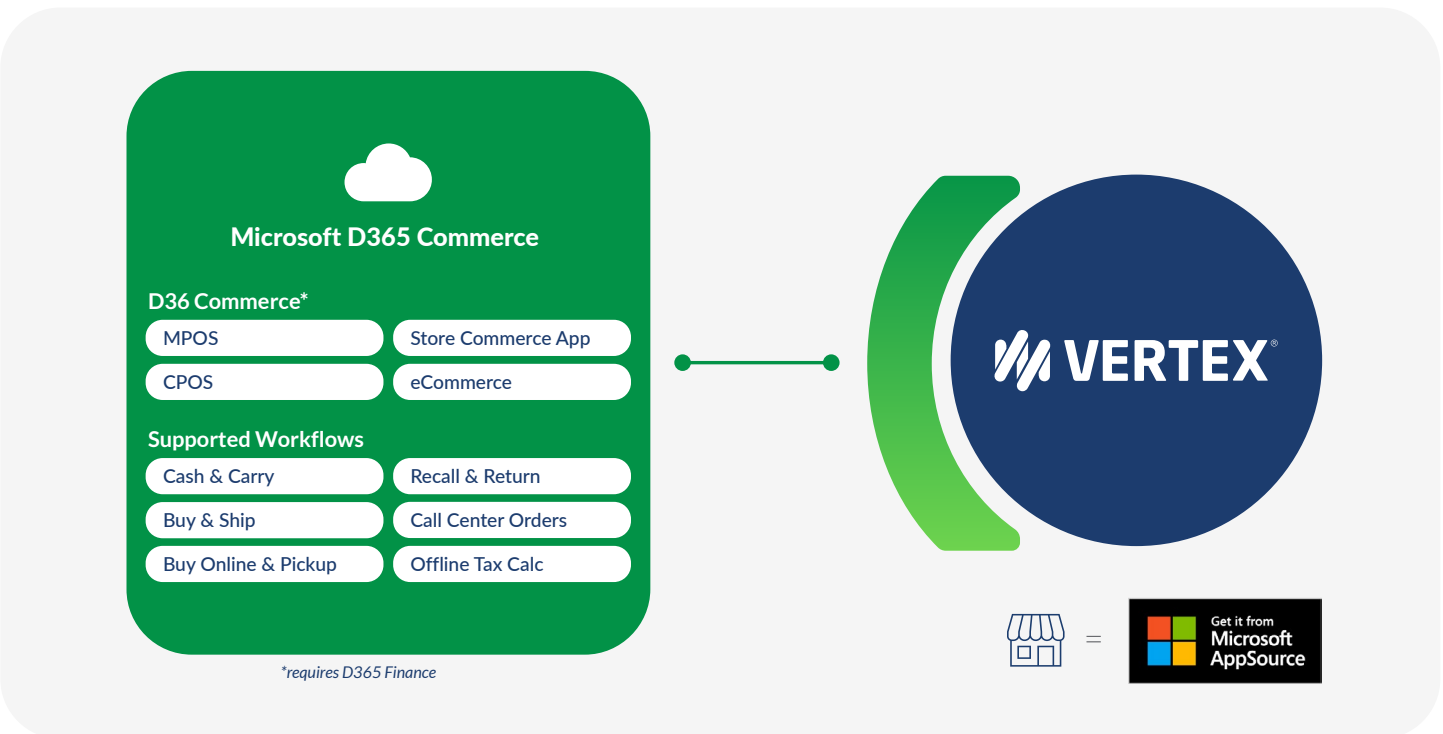 Microsoft D365 Commerce
D36 Commerce*
MPOS
Store Commerce App
CPOS
eCommerce
Supported Workflows
Cash & Carry
Recall & Return
Buy & Ship
Call Center Orders
Buy Online & Pickup
Offline Tax Calc
*requires D365 Finance
VERTEX®
=
Get it from
Microsoft
AppSource